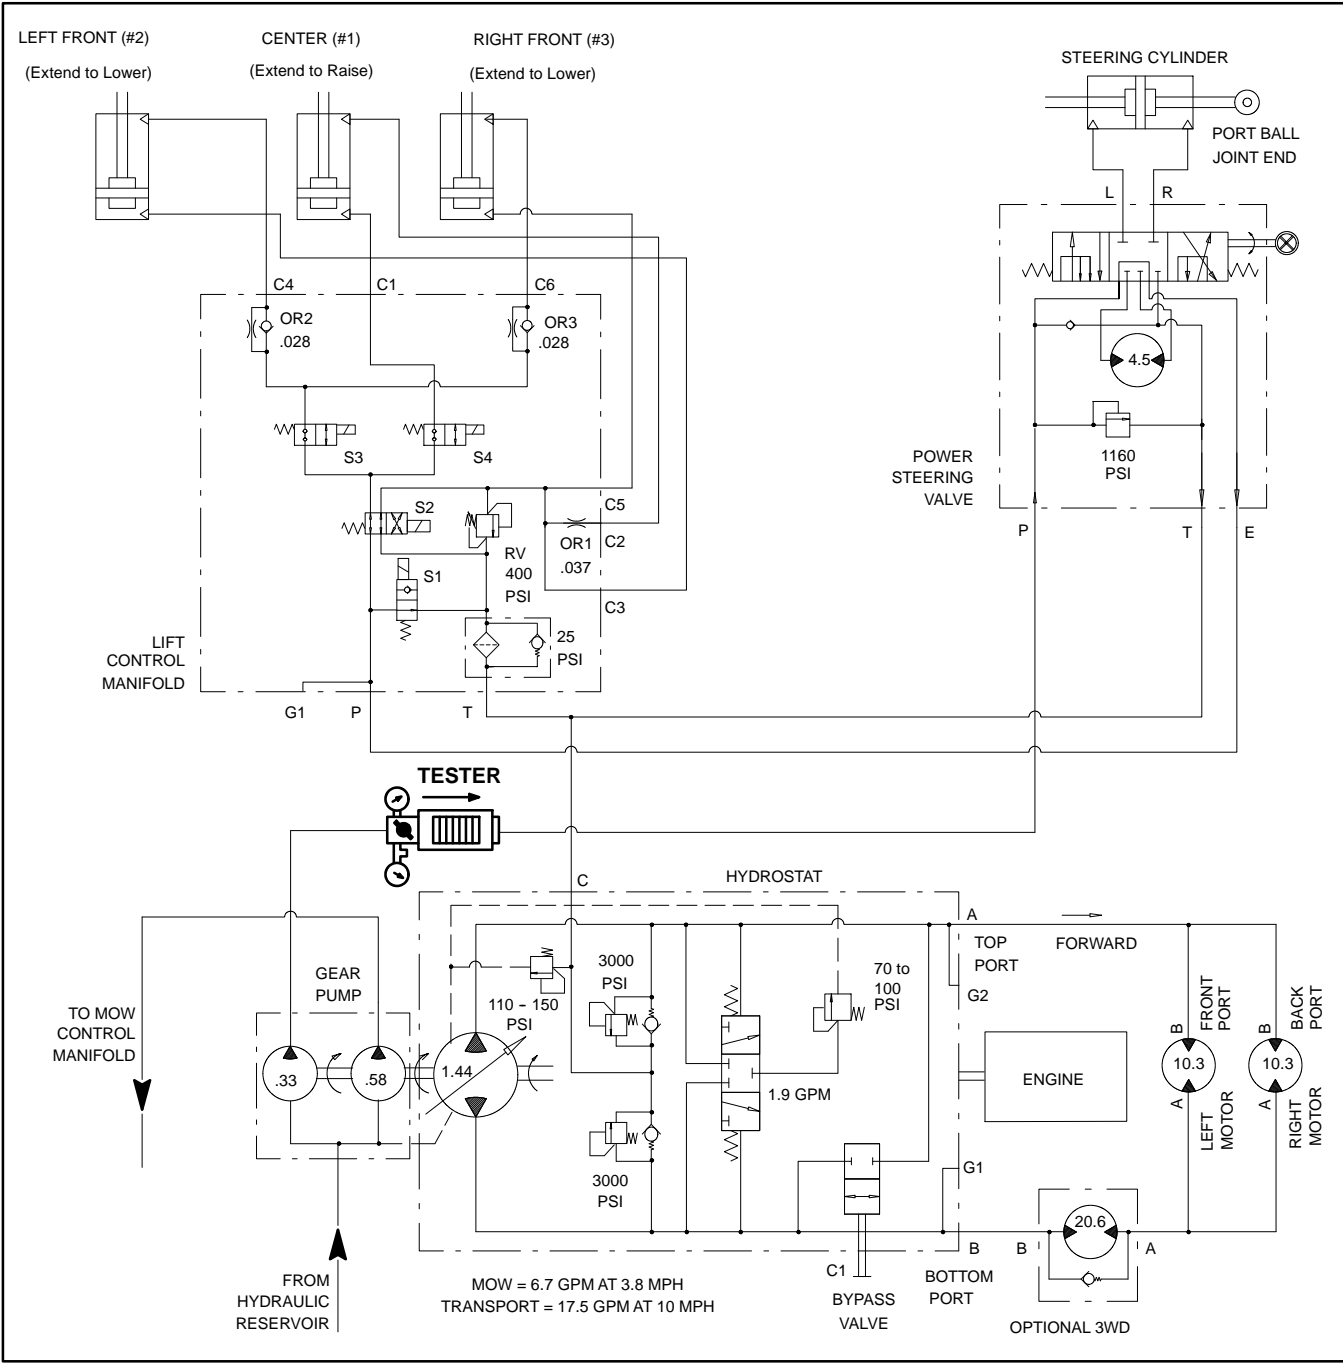 LEFT FRONT (#2)
(Extend to Lower)
CENTER (#1)
(Extend to Raise)
RIGHT FRONT (#3)
(Extend to Lower)
STEERING CYLINDER
PORT BALL
JOINT END
L
R
C4
C1
C6
OR2
.028
OR3
.028
4.5
S3
S4
1160
PSI
POWER
STEERING
VALVE
S2
C5
C2
OR1
.037
RV
400
PSI
S1
C3
P
T
E
25
PSI
LIFT
CONTROL
MANIFOLD
G1
P
T
TESTER
C
HYDROSTAT
A
TOP
PORT
FORWARD
GEAR
PUMP
110 - 150
PSI
3000
PSI
70 to
100
PSI
G2
TO MOW
CONTROL
MANIFOLD
.33
.58
1.44
1.9 GPM
ENGINE
B
FRONT
PORT
B
BACK
PORT
10.3
10.3
A
LEFT
MOTOR
A
RIGHT
MOTOR
3000
PSI
G1
20.6
B
B
A
C1
BYPASS
VALVE
BOTTOM
PORT
FROM
HYDRAULIC
RESERVOIR
MOW = 6.7 GPM AT 3.8 MPH
TRANSPORT = 17.5 GPM AT 10 MPH
OPTIONAL 3WD